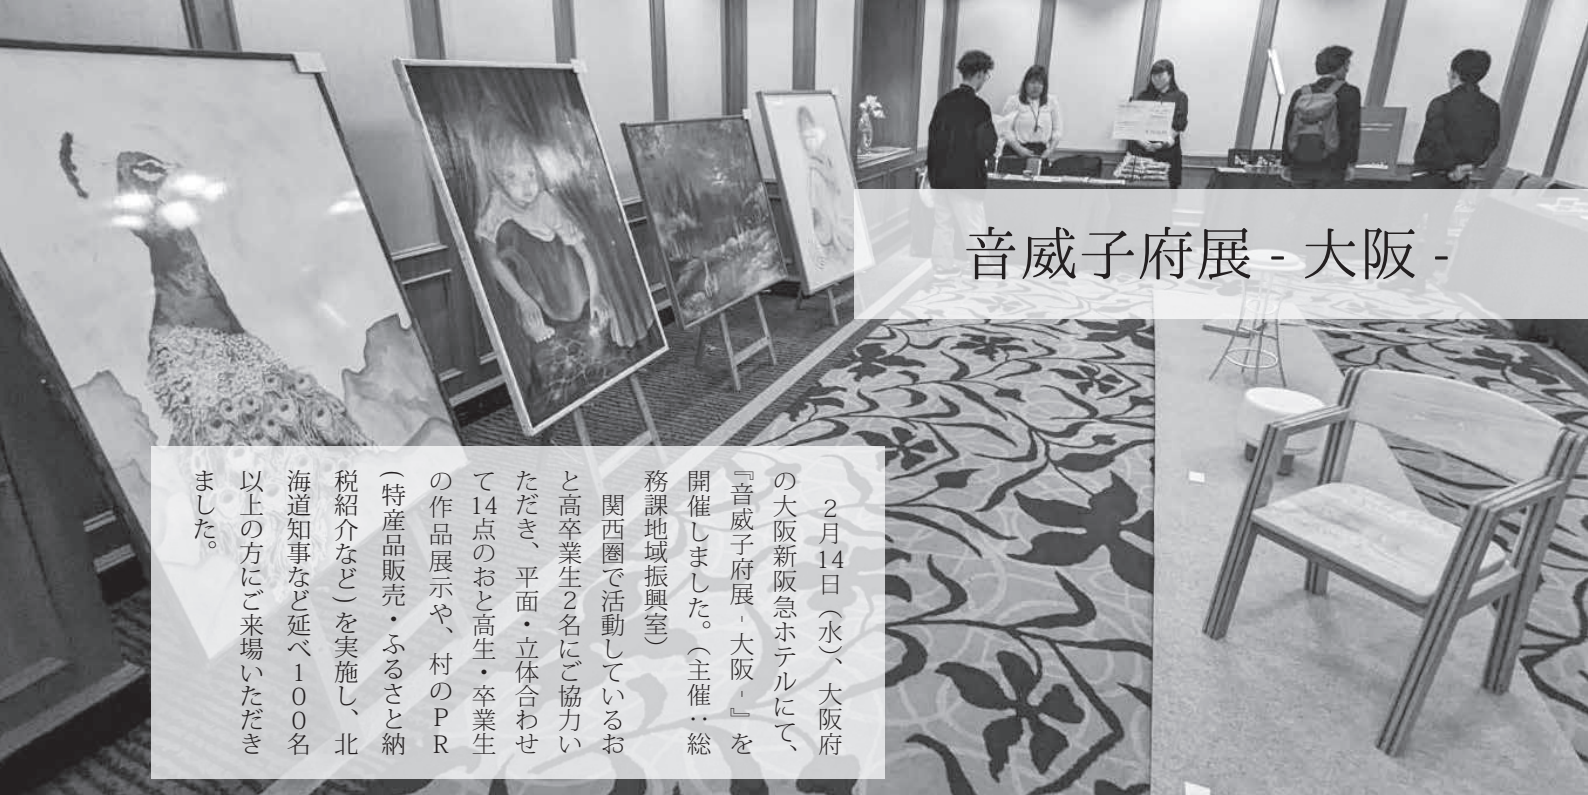 音威子府展 - 大阪 -
２月14日（水）、大阪府
の大阪新阪急ホテルにて、
『音威子府展 - 大阪 - 』を
開催しました。（主催：総
務課地域振興室）
関西圏で活動しているお
と高卒業生２名にご協力い
ただき、平面・立体合わせ
て14点のおと高生・卒業生
の作品展示や、村のＰＲ
（特産品販売・ふるさと納
税紹介など）を実施し、北
海道知事など延べ１００名
以上の方にご来場いただき
ました。